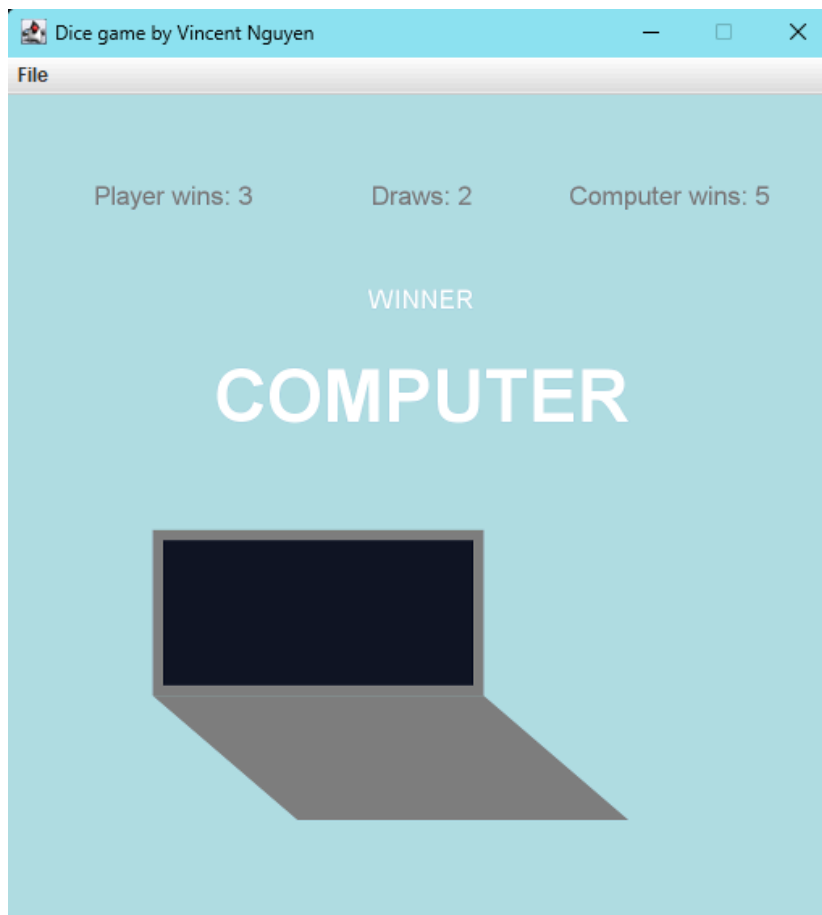 Dice game by Vincent Nguyen
File
Player wins: 3 Draws: 2 Computer wins: 5
WINNER
COMPUTER